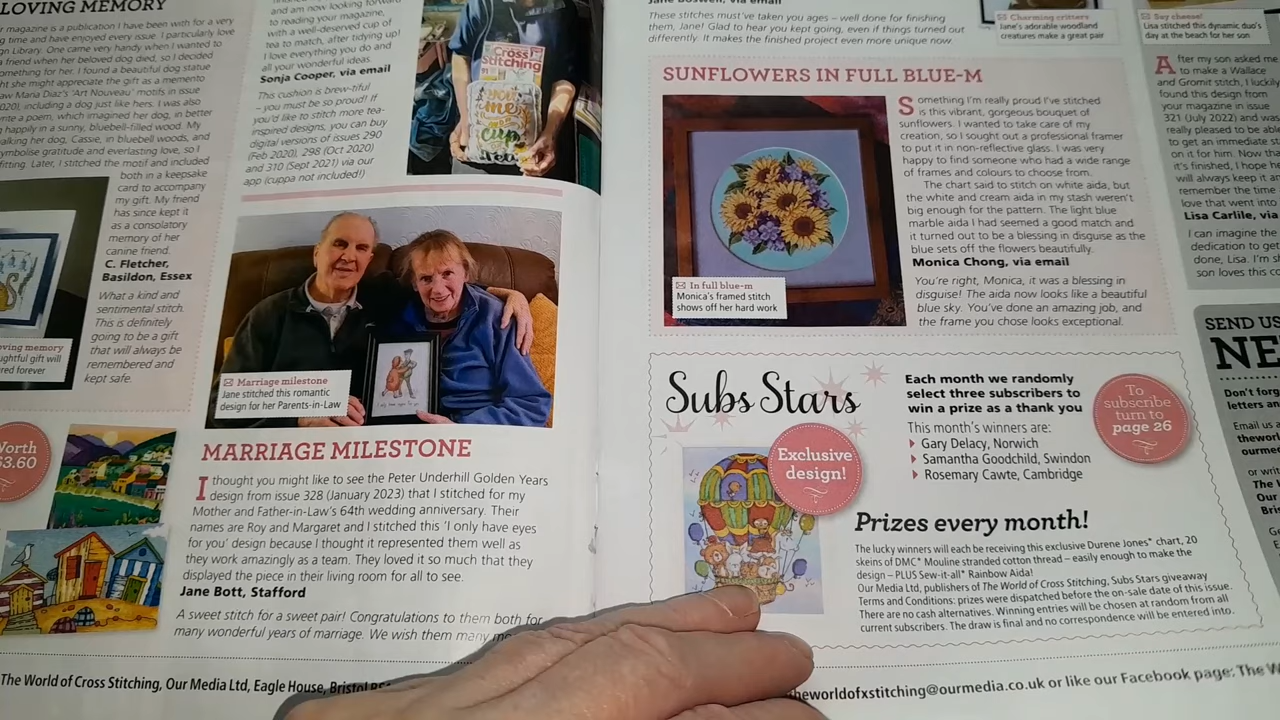 LOVING MEMORY
r magazine is a publication I have been with for a very
g time and have enjoyed every issue. I particularly love
gn Library. One came very handy when I wanted to
a friend when her beloved dog died, so I decided
omething for her. I found a beautiful dog statue
ght she might appreciate the gift as a memento
aw Maria Diaz's 'Art Nouveau' motifs in issue
020), including a dog just like hers. I was also
rite a poem, which imagined her dog, in better
g happily in a sunny, bluebell-filled wood. My
alking her dog, Cassie, in bluebell woods, and
ymbolise gratitude and everlasting love, so I
fitting. Later, I stitched the motif and included
both in a keepsake
card to accompany
my gift. My friend
has since kept it
as a consolatory
memory of her
canine friend.
C. Fletcher,
Basildon, Essex
What a kind and
sentimental stitch.
This is definitely
going to be a gift
that will always be
remembered and
kept safe.
oving memory
ughtful gift will
red forever
Worth
£3.60
and am now looking forward
to reading your magazine,
with a well-deserved cup of
tea to match, after tidying up!
I love everything you do and
all your wonderful ideas.
Sonja Cooper, via email
This cushion is brew-tiful
– you must be so proud! If
you'd like to stitch more tea-
inspired designs, you can buy
digital versions of issues 290
(Feb 2020), 298 (Oct 2020)
and 310 (Sept 2021) via our
app (cuppa not included!)
Cross
Stitching
you
are
my
cup
of
tea
Marriage milestone
Jane stitched this romantic
design for her Parents-in-Law
MARRIAGE MILESTONE
I thought you might like to see the Peter Underhill Golden Years
design from issue 328 (January 2023) that I stitched for my
Mother and Father-in-Law's 64th wedding anniversary. Their
names are Roy and Margaret and I stitched this 'I only have eyes
for you' design because I thought it represented them well as
they work amazingly as a team. They loved it so much that they
displayed the piece in their living room for all to see.
Jane Bott, Stafford
A sweet stitch for a sweet pair! Congratulations to them both for
many wonderful years of marriage. We wish them many
The World of Cross Stitching, Our Media Ltd, Eagle House, Bristol
Jane Boswell, via email
These stitches must've taken you ages – well done for finishing
them, Jane! Glad to hear you kept going, even if things turned out
differently. It makes the finished project even more unique now.
Charming critters
Jane's adorable woodland
creatures make a great pair
Say cheese!
Lisa stitched this dynamic duo's
day at the beach for her son
SUNFLOWERS IN FULL BLUE-M
Something I'm really proud I've stitched
is this vibrant, gorgeous bouquet of
sunflowers. I wanted to take care of my
creation, so I sought out a professional framer
to put it in non-reflective glass. I was very
happy to find someone who had a wide range
of frames and colours to choose from.
The chart said to stitch on white aida, but
the white and cream aida in my stash weren't
big enough for the pattern. The light blue
marble aida I had seemed a good match and
it turned out to be a blessing in disguise as the
blue sets off the flowers beautifully.
Monica Chong, via email
You're right, Monica, it was a blessing in
disguise! The aida now looks like a beautiful
blue sky. You've done an amazing job, and
the frame you chose looks exceptional.
In full blue-m
Monica's framed stitch
shows off her hard work
After my son asked me
to make a Wallace
and Gromit stitch, I luckily
found this design from
your magazine in issue
321 (July 2022) and was
really pleased to be able
to get an immediate start
on it for him. Now that
it's finished, I hope he
will always keep it and
remember the time
love that went into
Lisa Carlile, via
I can imagine the
dedication to get
done, Lisa. I'm
son loves this
Subs Stars
Exclusive
design!
Each month we randomly
select three subscribers to
win a prize as a thank you
This month's winners are:
Gary Delacy, Norwich
Samantha Goodchild, Swindon
Rosemary Cawte, Cambridge
To
subscribe
turn to
page 26
Prizes every month!
The lucky winners will each be receiving this exclusive Durene Jones* chart, 20
skeins of DMC* Mouline stranded cotton thread – easily enough to make the
design – PLUS Sew-it-all* Rainbow Aida!
Our Media Ltd, publishers of The World of Cross Stitching, Subs Stars giveaway
Terms and Conditions: prizes were dispatched before the on-sale date of this issue.
There are no cash alternatives. Winning entries will be chosen at random from all
current subscribers. The draw is final and no correspondence will be entered into.
SEND US
NE
Don't forg
letters an
Email us a
theworld
ourmed
or writ
The
Our
Bris
theworldofxstitching@ourmedia.co.uk or like our Facebook page: The W